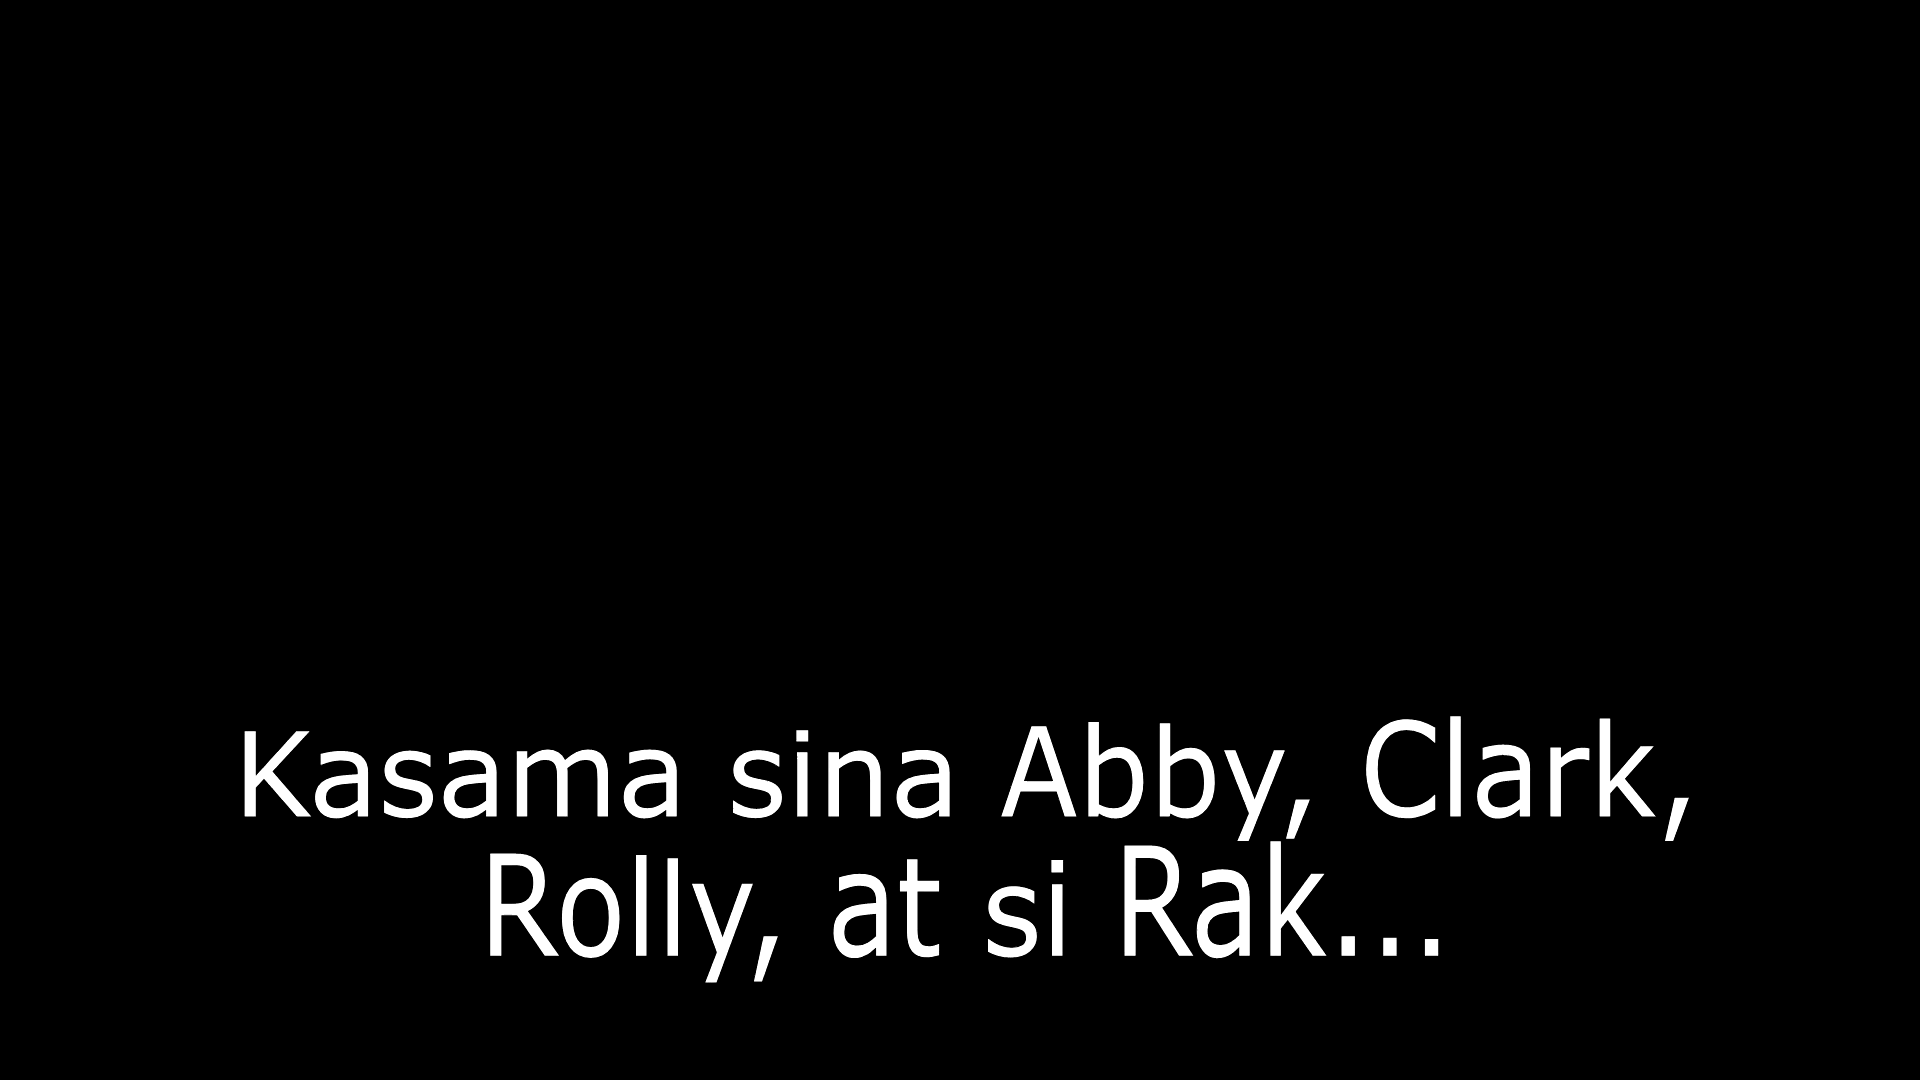 Kasama sina Abby, Clark,
Rolly, at si Rak...